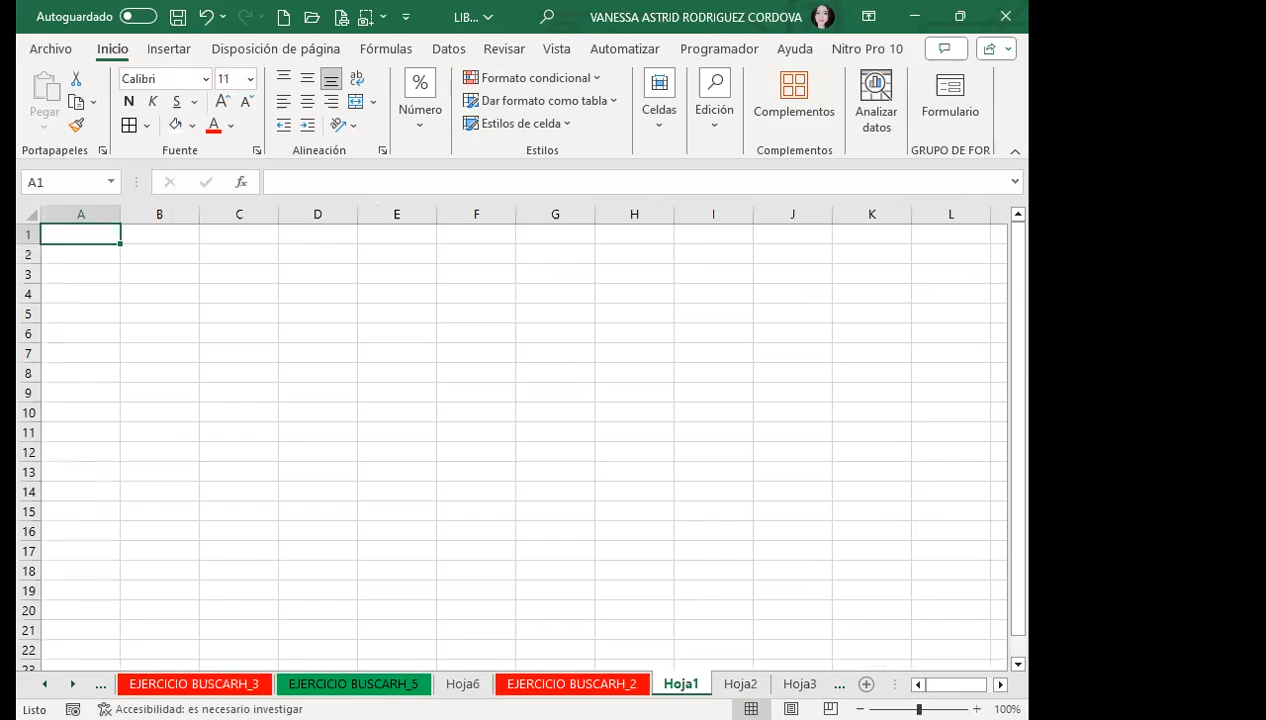 Autoguardado LIB... VANESSA ASTRID RODRIGUEZ CORDOVA
Archivo Inicio Insertar Disposición de página Fórmulas Datos Revisar Vista Automatizar Programador Ayuda Nitro Pro 10
Pegar
Calibri 11
N K S A A
A
ab
Número
Formato condicional
Dar formato como tabla
Estilos de celda
Celdas
Edición
Complementos
Analizar
datos
Formulario
Portapapeles Fuente Alineación Estilos Complementos GRUPO DE FOR
A1 fx
A B C D E F G H I J K L
1
2
3
4
5
6
7
8
9
10
11
12
13
14
15
16
17
18
19
20
21
22
23
... EJERCICIO BUSCARH_3 EJERCICIO BUSCARH_5 Hoja6 EJERCICIO BUSCARH_2 Hoja1 Hoja2 Hoja3 ...
Listo Accesibilidad: es necesario investigar 100%